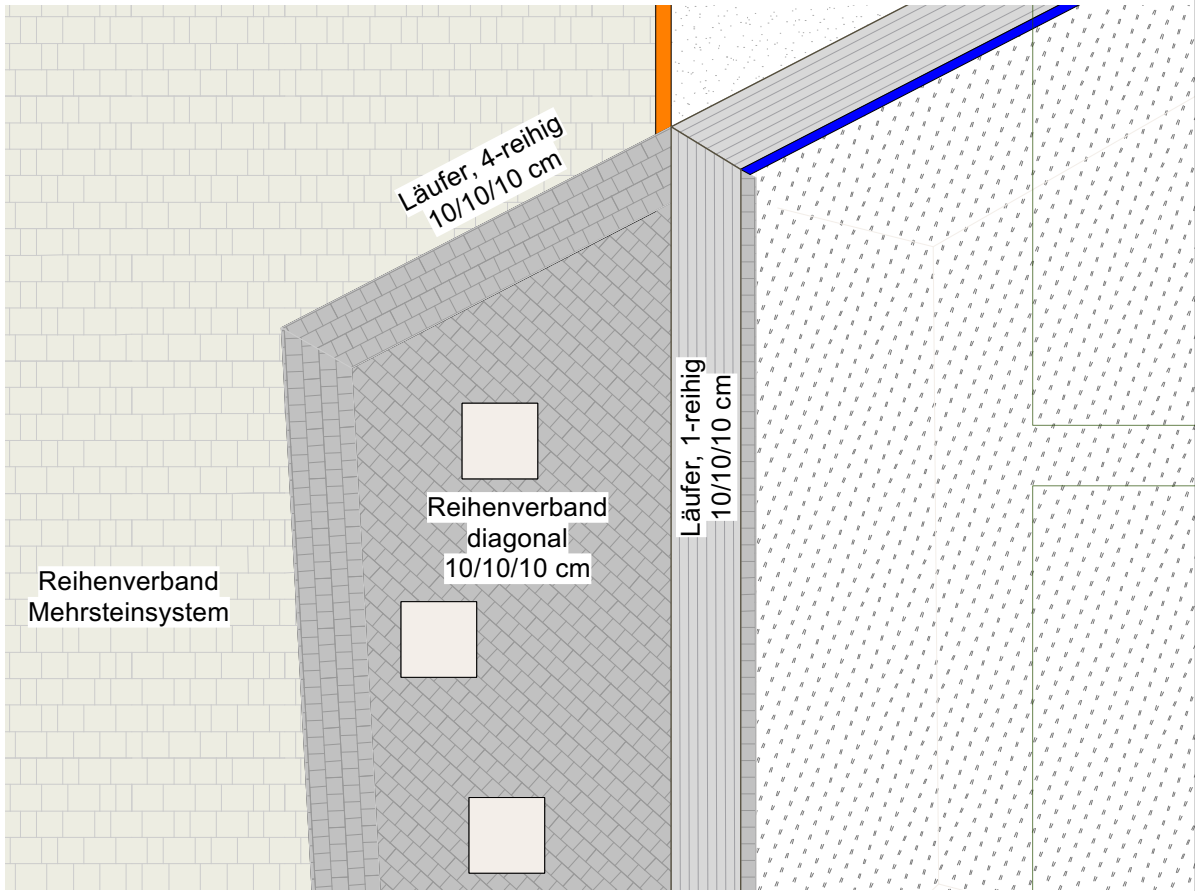 Läufer, 4-reihig
10/10/10 cm
Läufer, 1-reihig
10/10/10 cm
Reihenverband
diagonal
10/10/10 cm
Reihenverband
Mehrsteinsystem